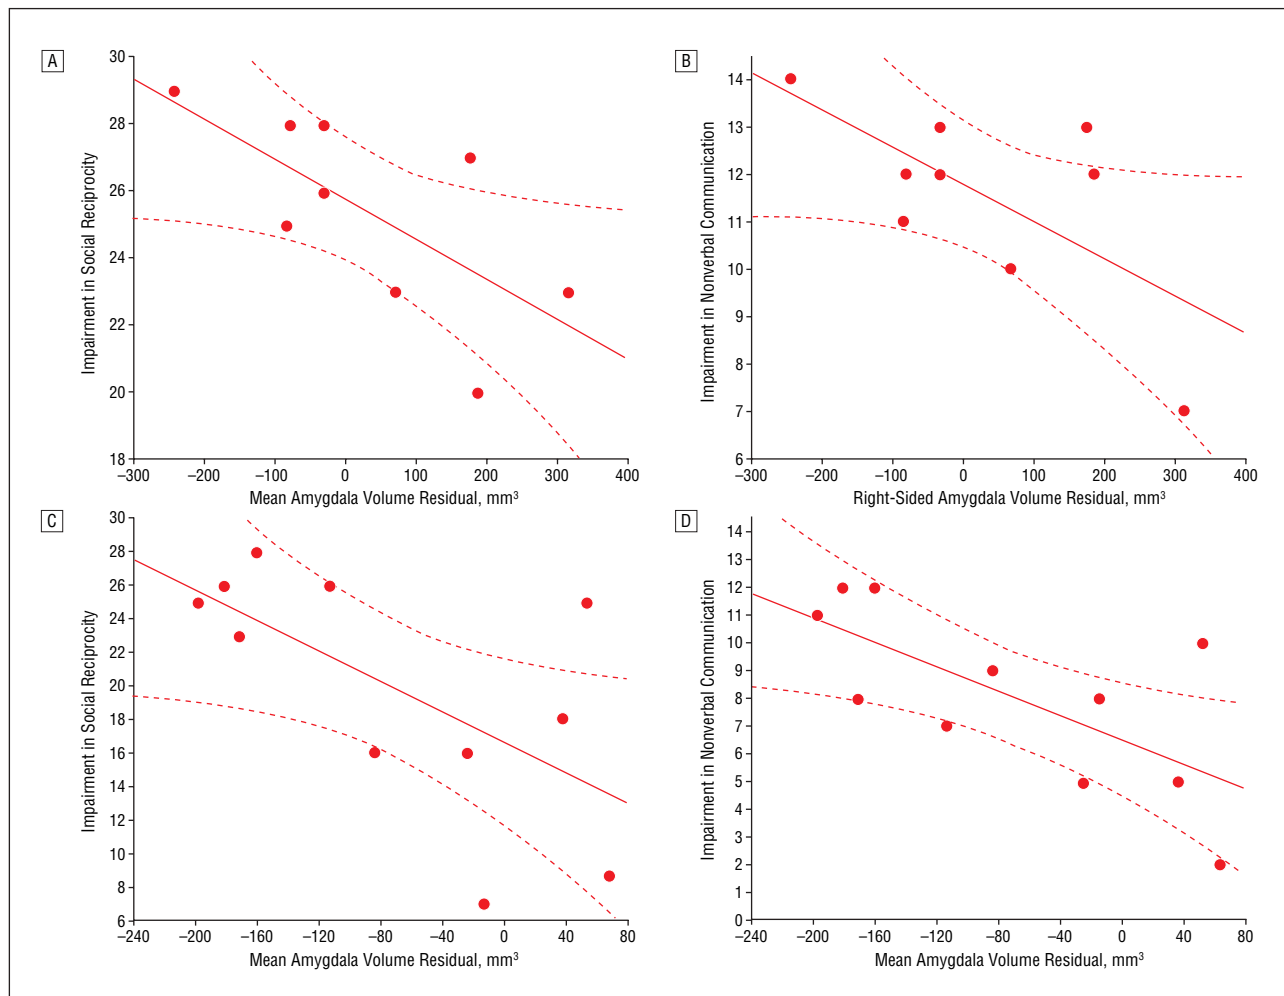 A
30
28
26
24
22
20
18
Impairment in Social Reciprocity
−300 −200 −100 0 100 200 300 400
Mean Amygdala Volume Residual, mm³
B
14
13
12
11
10
9
8
7
6
Impairment in Nonverbal Communication
−300 −200 −100 0 100 200 300 400
Right-Sided Amygdala Volume Residual, mm³
C
30
28
26
24
22
20
18
16
14
12
10
8
6
Impairment in Social Reciprocity
−240 −200 −160 −120 −80 −40 0 40 80
Mean Amygdala Volume Residual, mm³
D
14
13
12
11
10
9
8
7
6
5
4
3
2
1
0
Impairment in Nonverbal Communication
−240 −200 −160 −120 −80 −40 0 40 80
Mean Amygdala Volume Residual, mm³